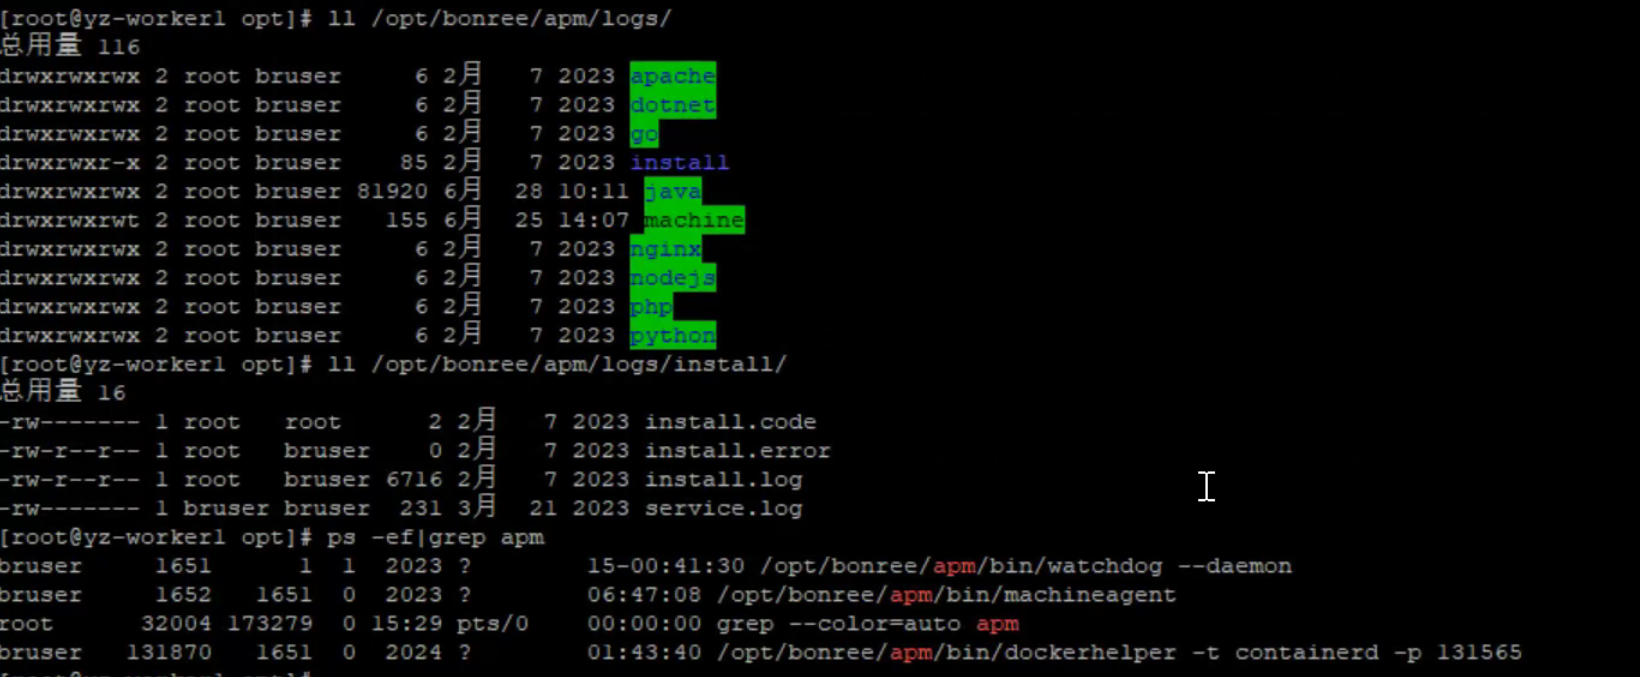 [root@yz-worker1 opt]# ll /opt/bonree/apm/logs/
总用量 116
drwxrwxrwx 2 root bruser     6 2月   7 2023 apache
drwxrwxrwx 2 root bruser     6 2月   7 2023 dotnet
drwxrwxrwx 2 root bruser     6 2月   7 2023 go
drwxrwxr-x 2 root bruser    85 2月   7 2023 install
drwxrwxrwx 2 root bruser 81920 6月  28 10:11 java
drwxrwxrwt 2 root bruser   155 6月  25 14:07 machine
drwxrwxrwx 2 root bruser     6 2月   7 2023 nginx
drwxrwxrwx 2 root bruser     6 2月   7 2023 nodejs
drwxrwxrwx 2 root bruser     6 2月   7 2023 php
drwxrwxrwx 2 root bruser     6 2月   7 2023 python
[root@yz-worker1 opt]# ll /opt/bonree/apm/logs/install/
总用量 16
-rw------- 1 root   root      2 2月   7 2023 install.code
-rw-r--r-- 1 root   bruser    0 2月   7 2023 install.error
-rw-r--r-- 1 root   bruser 6716 2月   7 2023 install.log
-rw------- 1 bruser bruser  231 3月  21 2023 service.log
[root@yz-worker1 opt]# ps -ef|grep apm
bruser     1651      1  1  2023 ?        15-00:41:30 /opt/bonree/apm/bin/watchdog --daemon
bruser     1652   1651  0  2023 ?        06:47:08 /opt/bonree/apm/bin/machineagent
root      32004 173279  0 15:29 pts/0    00:00:00 grep --color=auto apm
bruser   131870   1651  0  2024 ?        01:43:40 /opt/bonree/apm/bin/dockerhelper -t containerd -p 131565